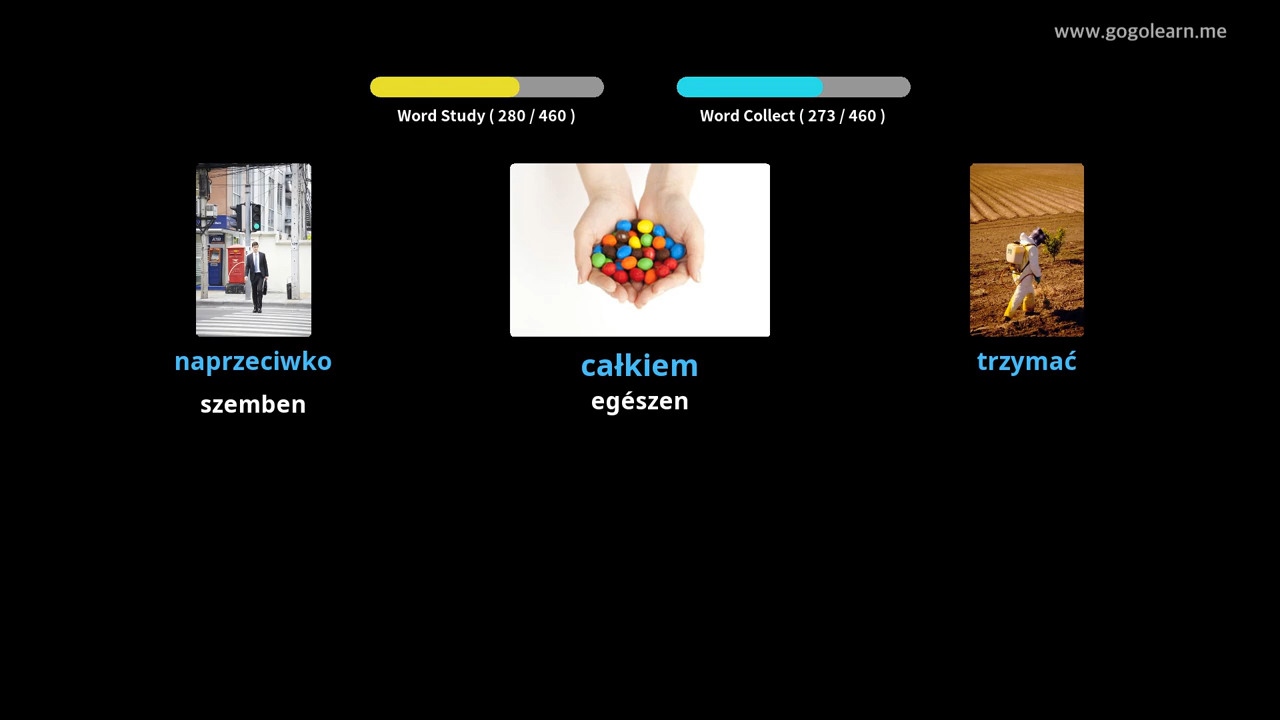 www.gogolearn.me
Word Study ( 280 / 460 )
Word Collect ( 273 / 460 )
naprzeciwko
szemben
całkiem
egészen
trzymać